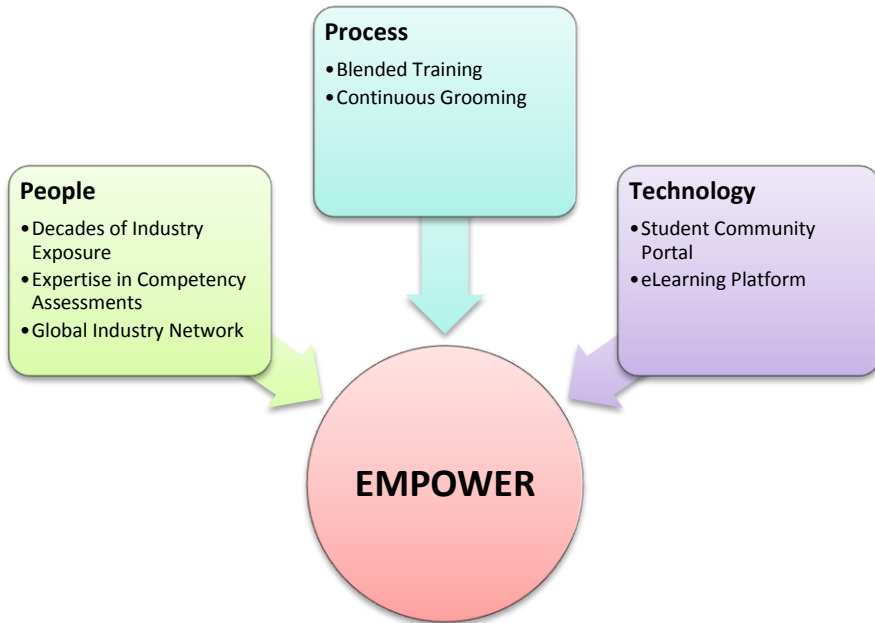 Process
•Blended Training
•Continuous Grooming
People
•Decades of Industry
Exposure
•Expertise in Competency
Assessments
•Global Industry Network
Technology
•Student Community
Portal
•eLearning Platform
EMPOWER